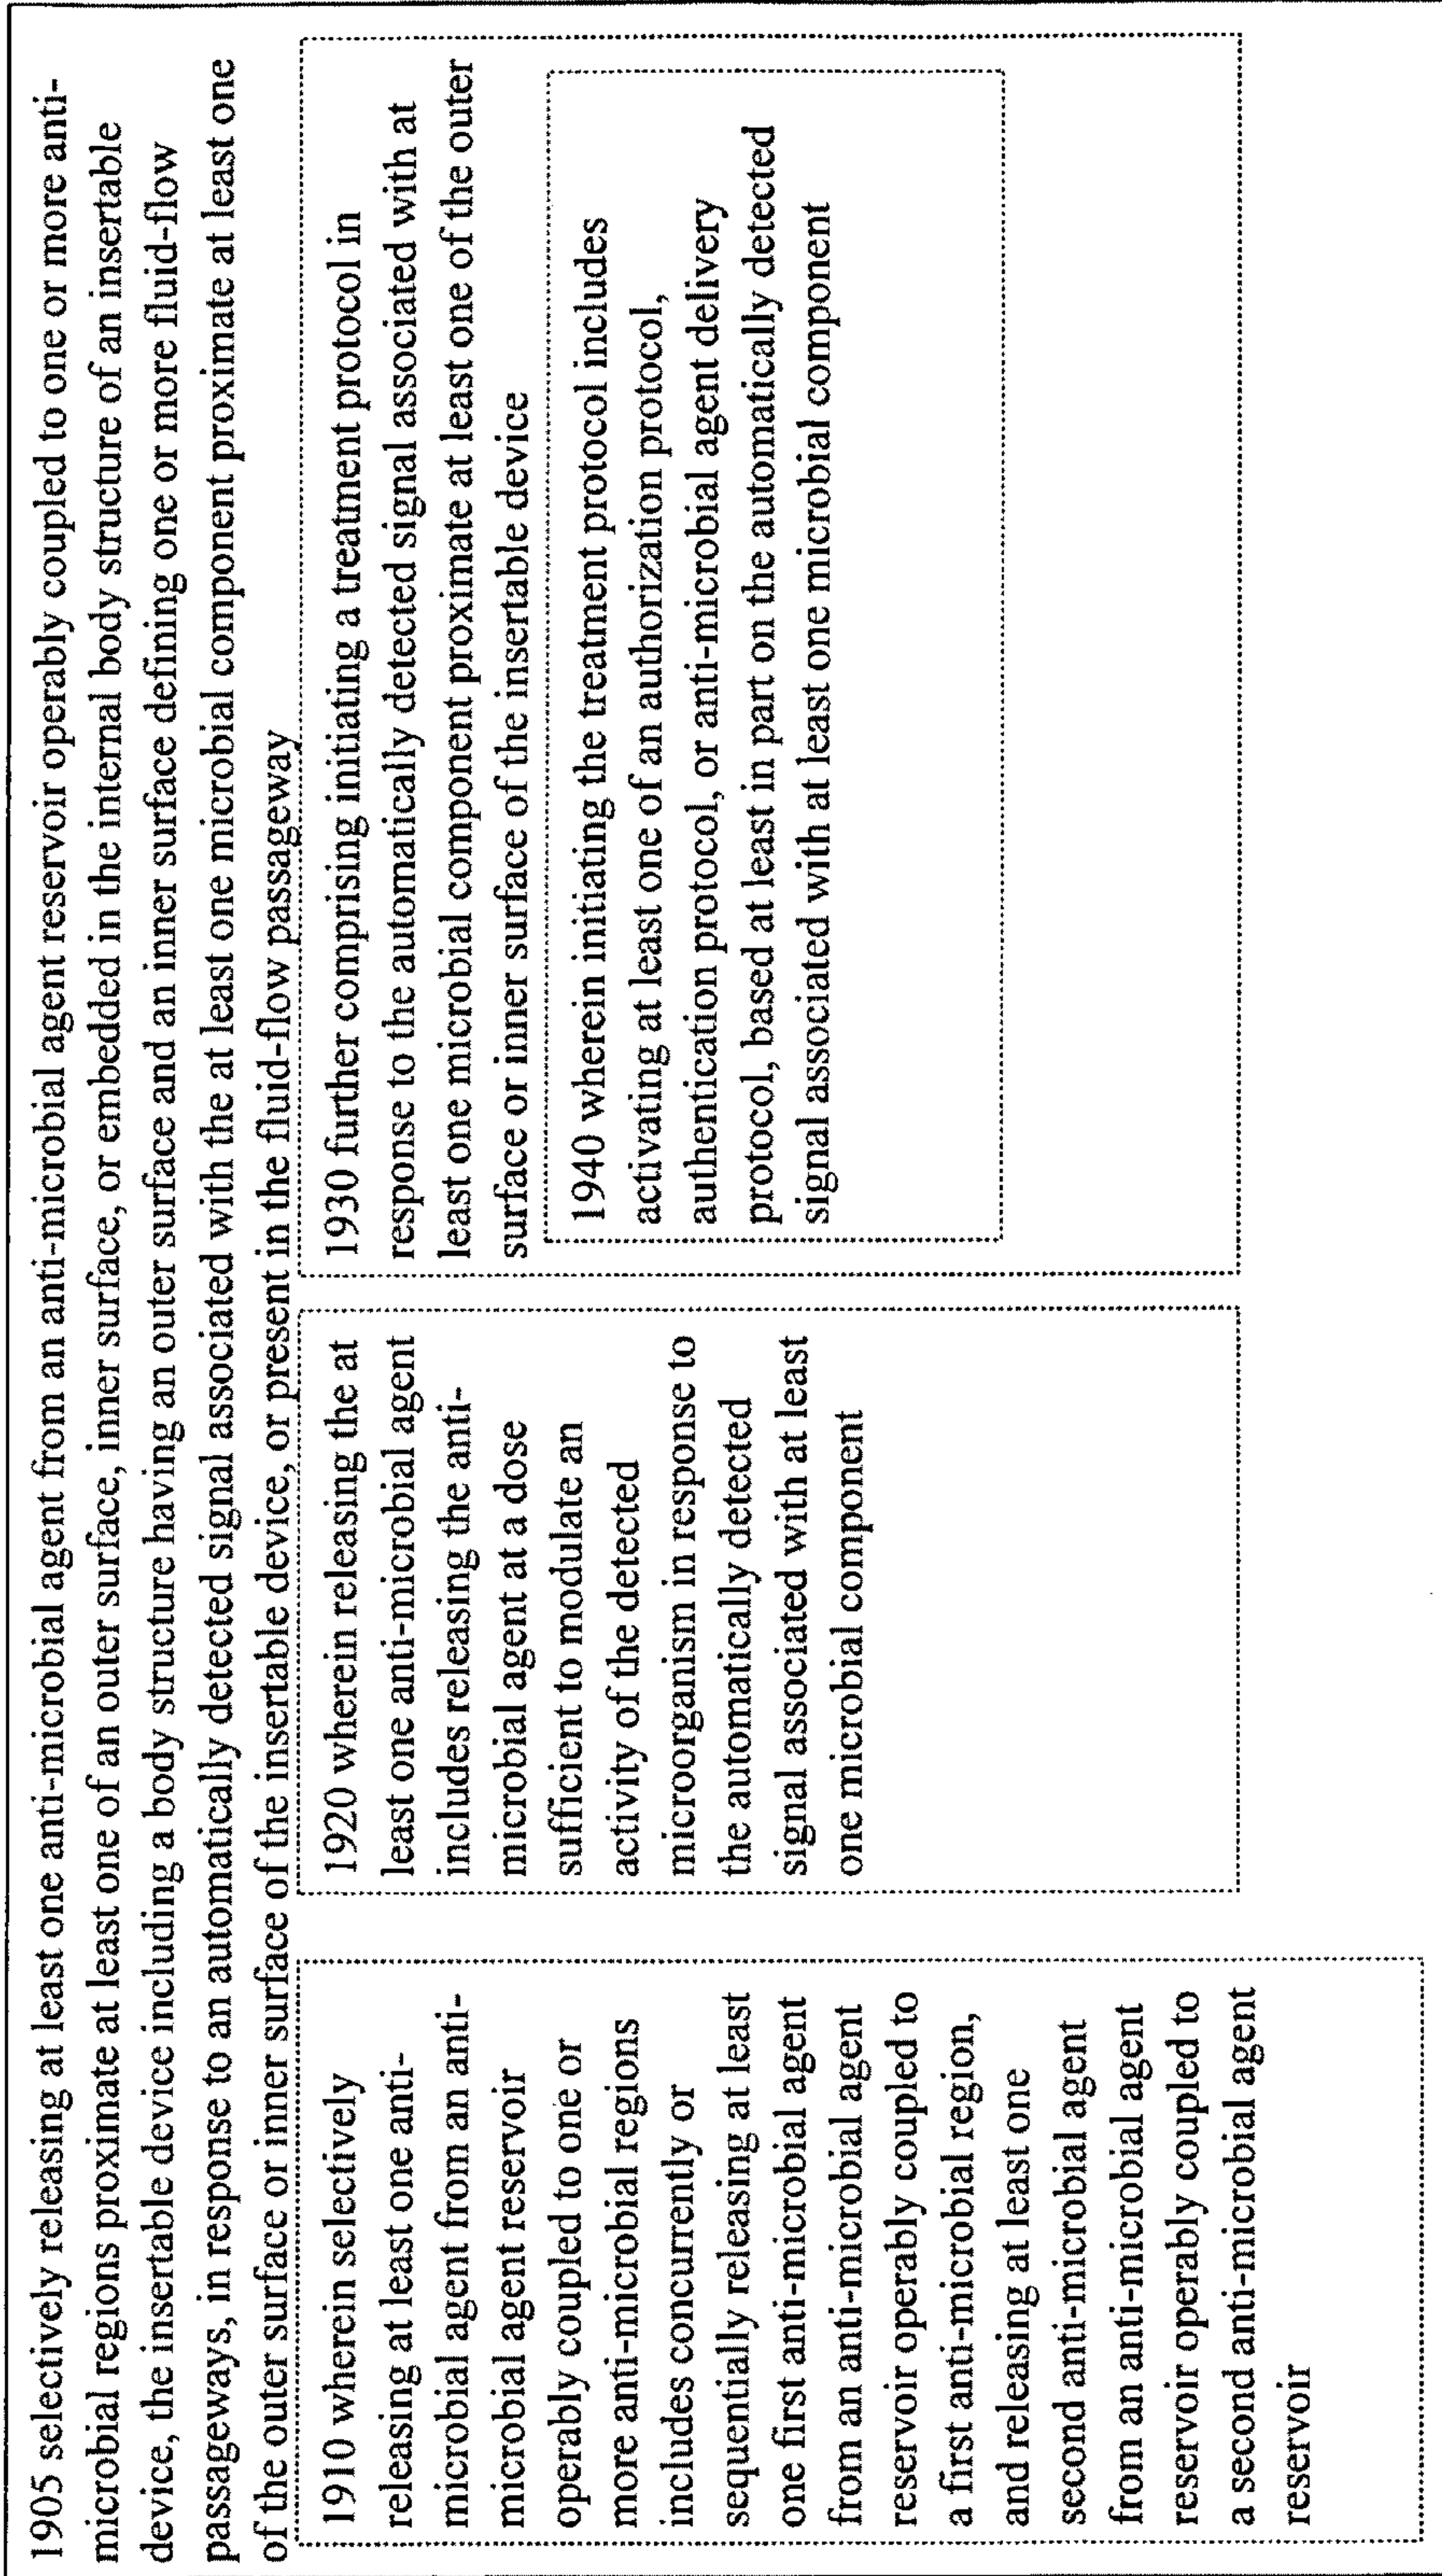 1905 selectively releasing at least one anti-microbial agent from an anti-microbial agent reservoir operably coupled to one or more anti-
microbial regions proximate at least one of an outer surface, inner surface, or embedded in the internal body structure of an insertable
device, the insertable device including a body structure having an outer surface and an inner surface defining one or more fluid-flow
passageways, in response to an automatically detected signal associated with the at least one microbial component proximate at least one
of the outer surface or inner surface of the insertable device, or present in the fluid-flow passageway
1910 wherein selectively
releasing at least one anti-
microbial agent from an anti-
microbial agent reservoir
operably coupled to one or
more anti-microbial regions
includes concurrently or
sequentially releasing at least
one first anti-microbial agent
from an anti-microbial agent
reservoir operably coupled to
a first anti-microbial region,
and releasing at least one
second anti-microbial agent
from an anti-microbial agent
reservoir operably coupled to
a second anti-microbial agent
reservoir
1920 wherein releasing the at
least one anti-microbial agent
includes releasing the anti-
microbial agent at a dose
sufficient to modulate an
activity of the detected
microorganism in response to
the automatically detected
signal associated with at least
one microbial component
1930 further comprising initiating a treatment protocol in
response to the automatically detected signal associated with at
least one microbial component proximate at least one of the outer
surface or inner surface of the insertable device
1940 wherein initiating the treatment protocol includes
activating at least one of an authorization protocol,
authentication protocol, or anti-microbial agent delivery
protocol, based at least in part on the automatically detected
signal associated with at least one microbial component